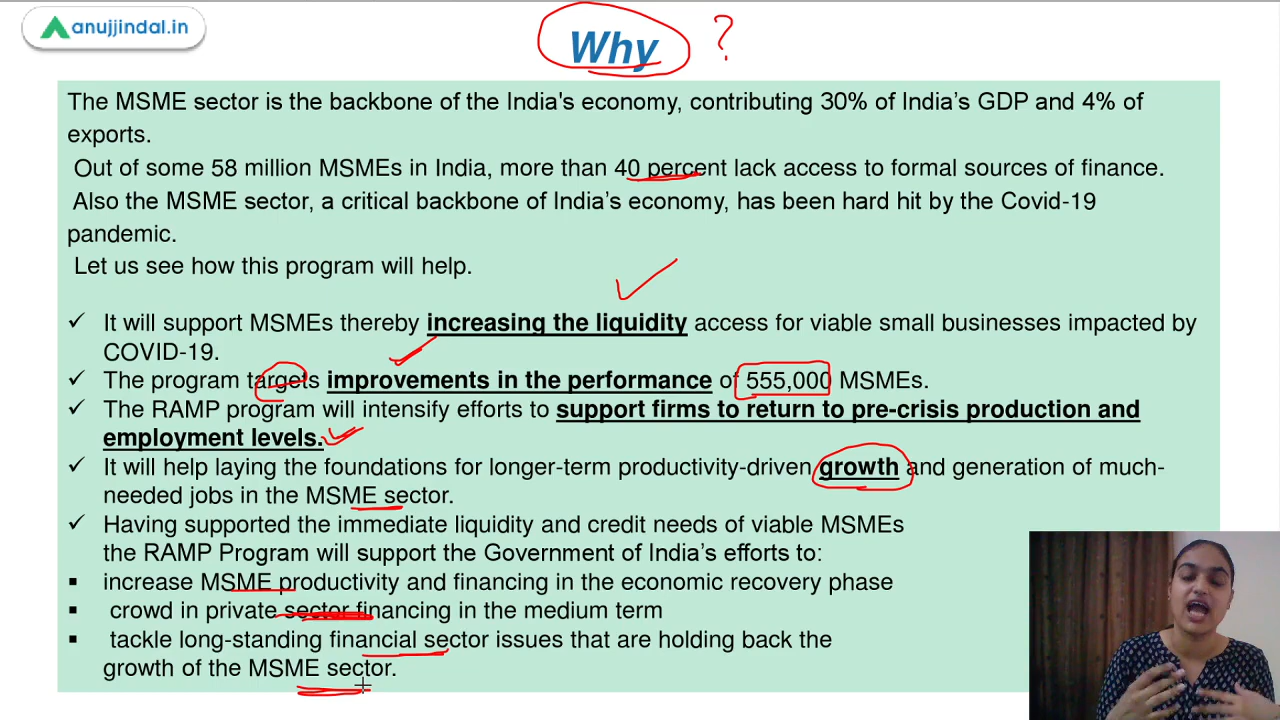 anujjindal.in
Why ?
The MSME sector is the backbone of the India's economy, contributing 30% of India’s GDP and 4% of
exports.
Out of some 58 million MSMEs in India, more than 40 percent lack access to formal sources of finance.
Also the MSME sector, a critical backbone of India’s economy, has been hard hit by the Covid-19
pandemic.
Let us see how this program will help.
✓ It will support MSMEs thereby increasing the liquidity access for viable small businesses impacted by
COVID-19.
✓ The program targets improvements in the performance of 555,000 MSMEs.
✓ The RAMP program will intensify efforts to support firms to return to pre-crisis production and
employment levels.
✓ It will help laying the foundations for longer-term productivity-driven growth and generation of much-
needed jobs in the MSME sector.
✓ Having supported the immediate liquidity and credit needs of viable MSMEs
the RAMP Program will support the Government of India’s efforts to:
▪ increase MSME productivity and financing in the economic recovery phase
▪ crowd in private sector financing in the medium term
▪ tackle long-standing financial sector issues that are holding back the
growth of the MSME sector.